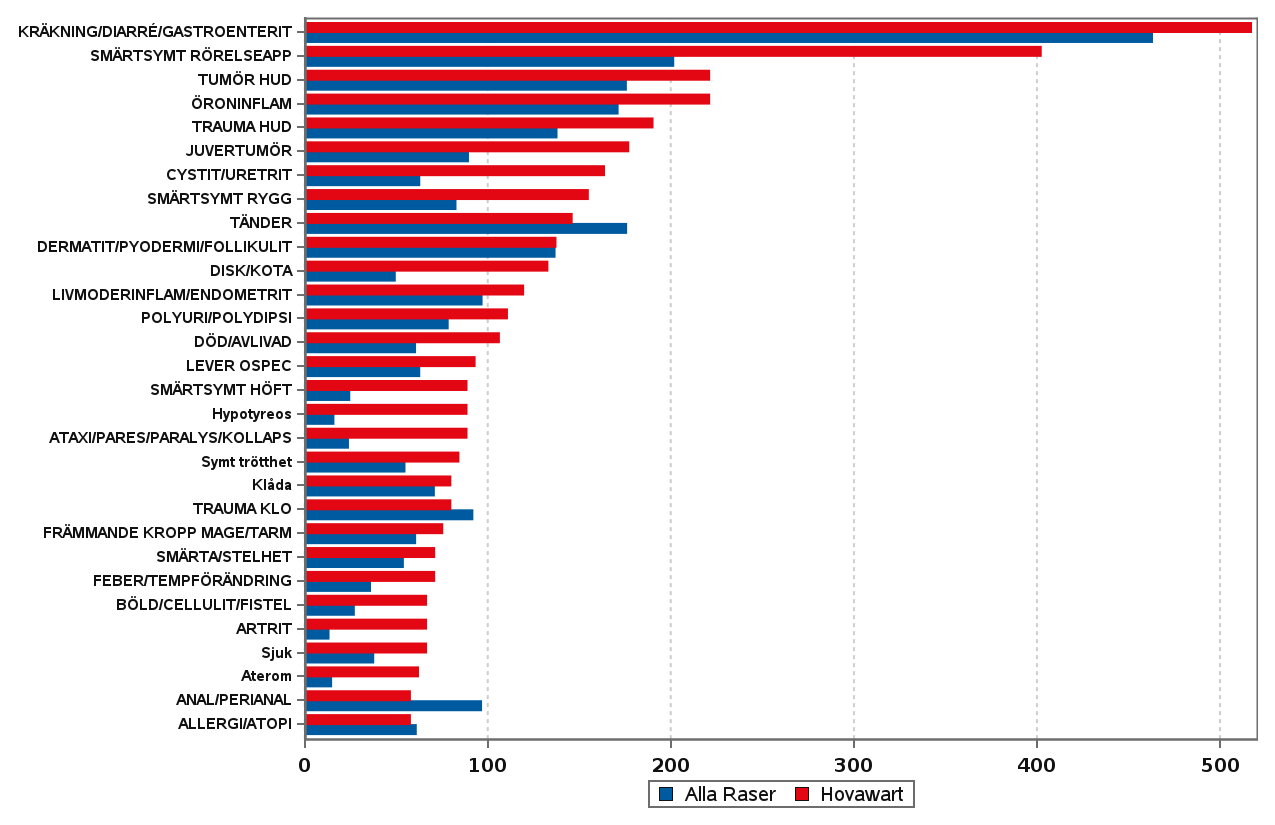 KRÄKNING/DIARRÉ/GASTROENTERIT
SMÄRTSYMT RÖRELSEAPP
TUMÖR HUD
ÖRONINFLAM
TRAUMA HUD
JUVERTUMÖR
CYSTIT/URETRIT
SMÄRTSYMT RYGG
TÄNDER
DERMATIT/PYODERMI/FOLLIKULIT
DISK/KOTA
LIVMODERINFLAM/ENDOMETRIT
POLYURI/POLYDIPSI
DÖD/AVLIVAD
LEVER OSPEC
SMÄRTSYMT HÖFT
Hypotyreos
ATAXI/PARES/PARALYS/KOLLAPS
Symt trötthet
Klåda
TRAUMA KLO
FRÄMMANDE KROPP MAGE/TARM
SMÄRTA/STELHET
FEBER/TEMPFÖRÄNDRING
BÖLD/CELLULIT/FISTEL
ARTRIT
Sjuk
Aterom
ANAL/PERIANAL
ALLERGI/ATOPI
0 100 200 300 400 500
Alla Raser Hovawart